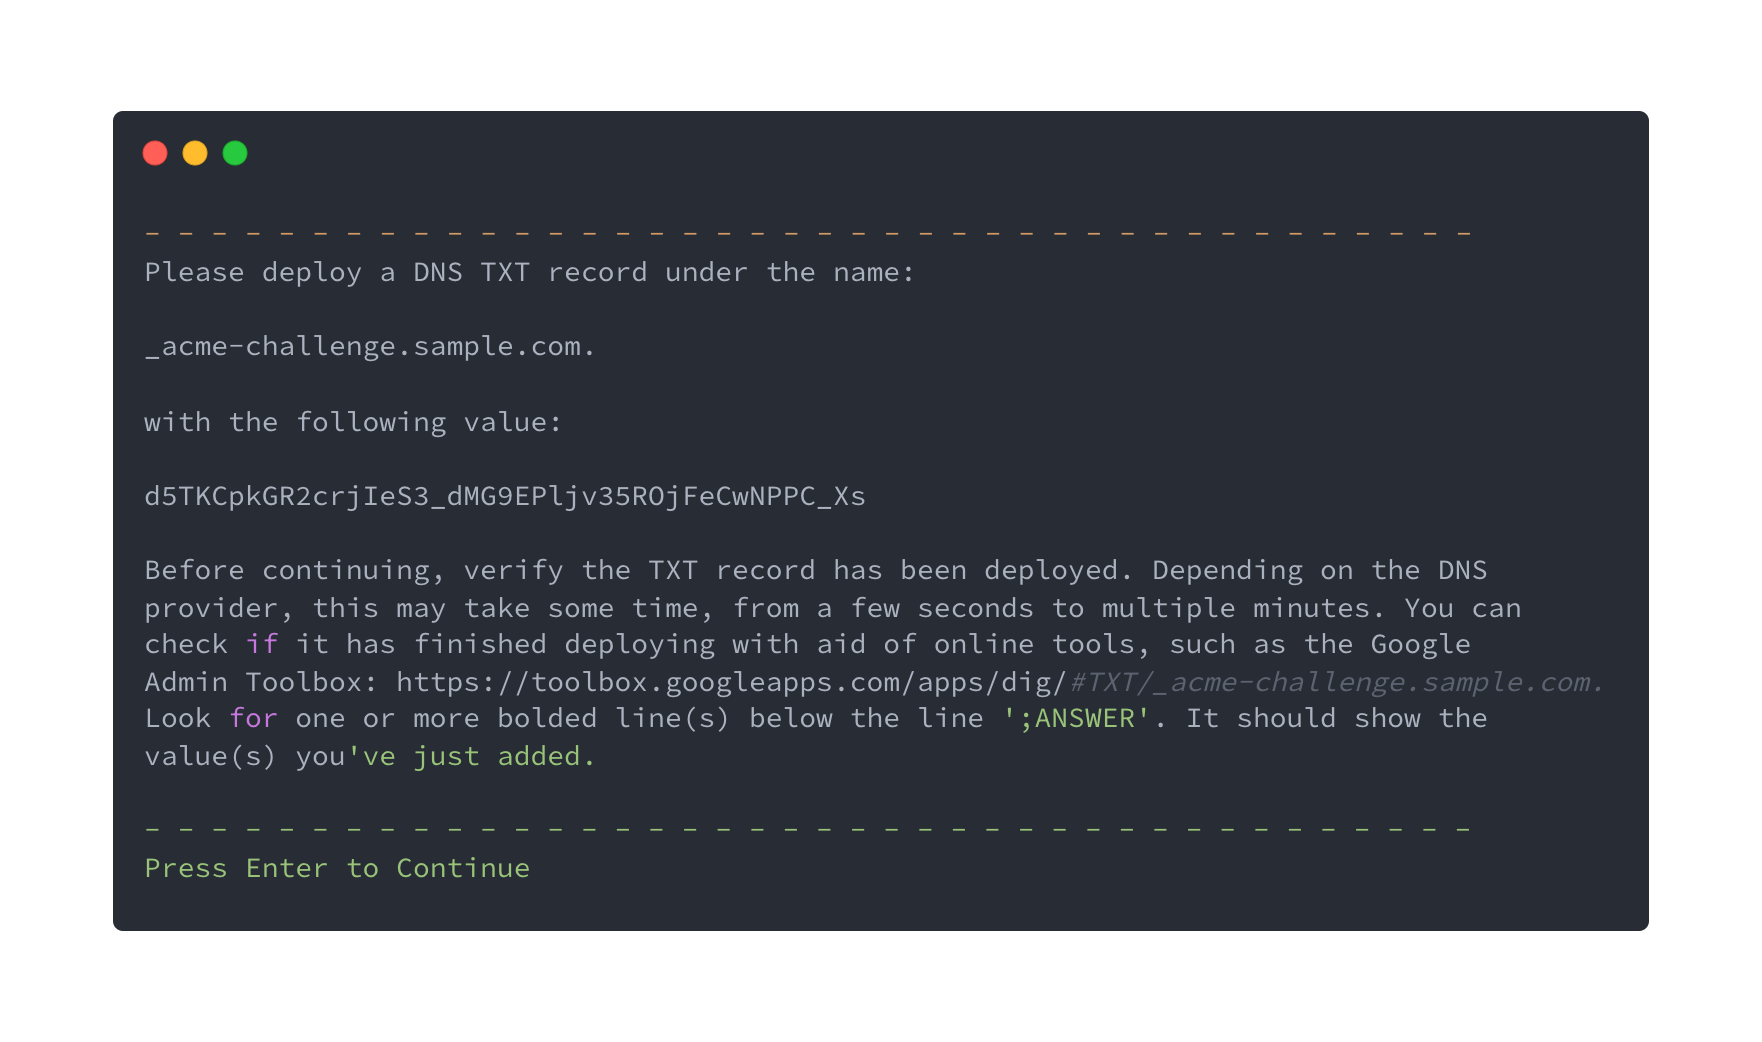 - - - - - - - - - - - - - - - - - - - - - - - - - - - - - - - - - - - - - - - -
Please deploy a DNS TXT record under the name:
_acme-challenge.sample.com.
with the following value:
d5TKCpkGR2crjIeS3_dMG9EPljv35ROjFeCwNPPC_Xs
Before continuing, verify the TXT record has been deployed. Depending on the DNS
provider, this may take some time, from a few seconds to multiple minutes. You can
check if it has finished deploying with aid of online tools, such as the Google
Admin Toolbox: https://toolbox.googleapps.com/apps/dig/#TXT/_acme-challenge.sample.com.
Look for one or more bolded line(s) below the line ';ANSWER'. It should show the
value(s) you've just added.
- - - - - - - - - - - - - - - - - - - - - - - - - - - - - - - - - - - - - - - -
Press Enter to Continue